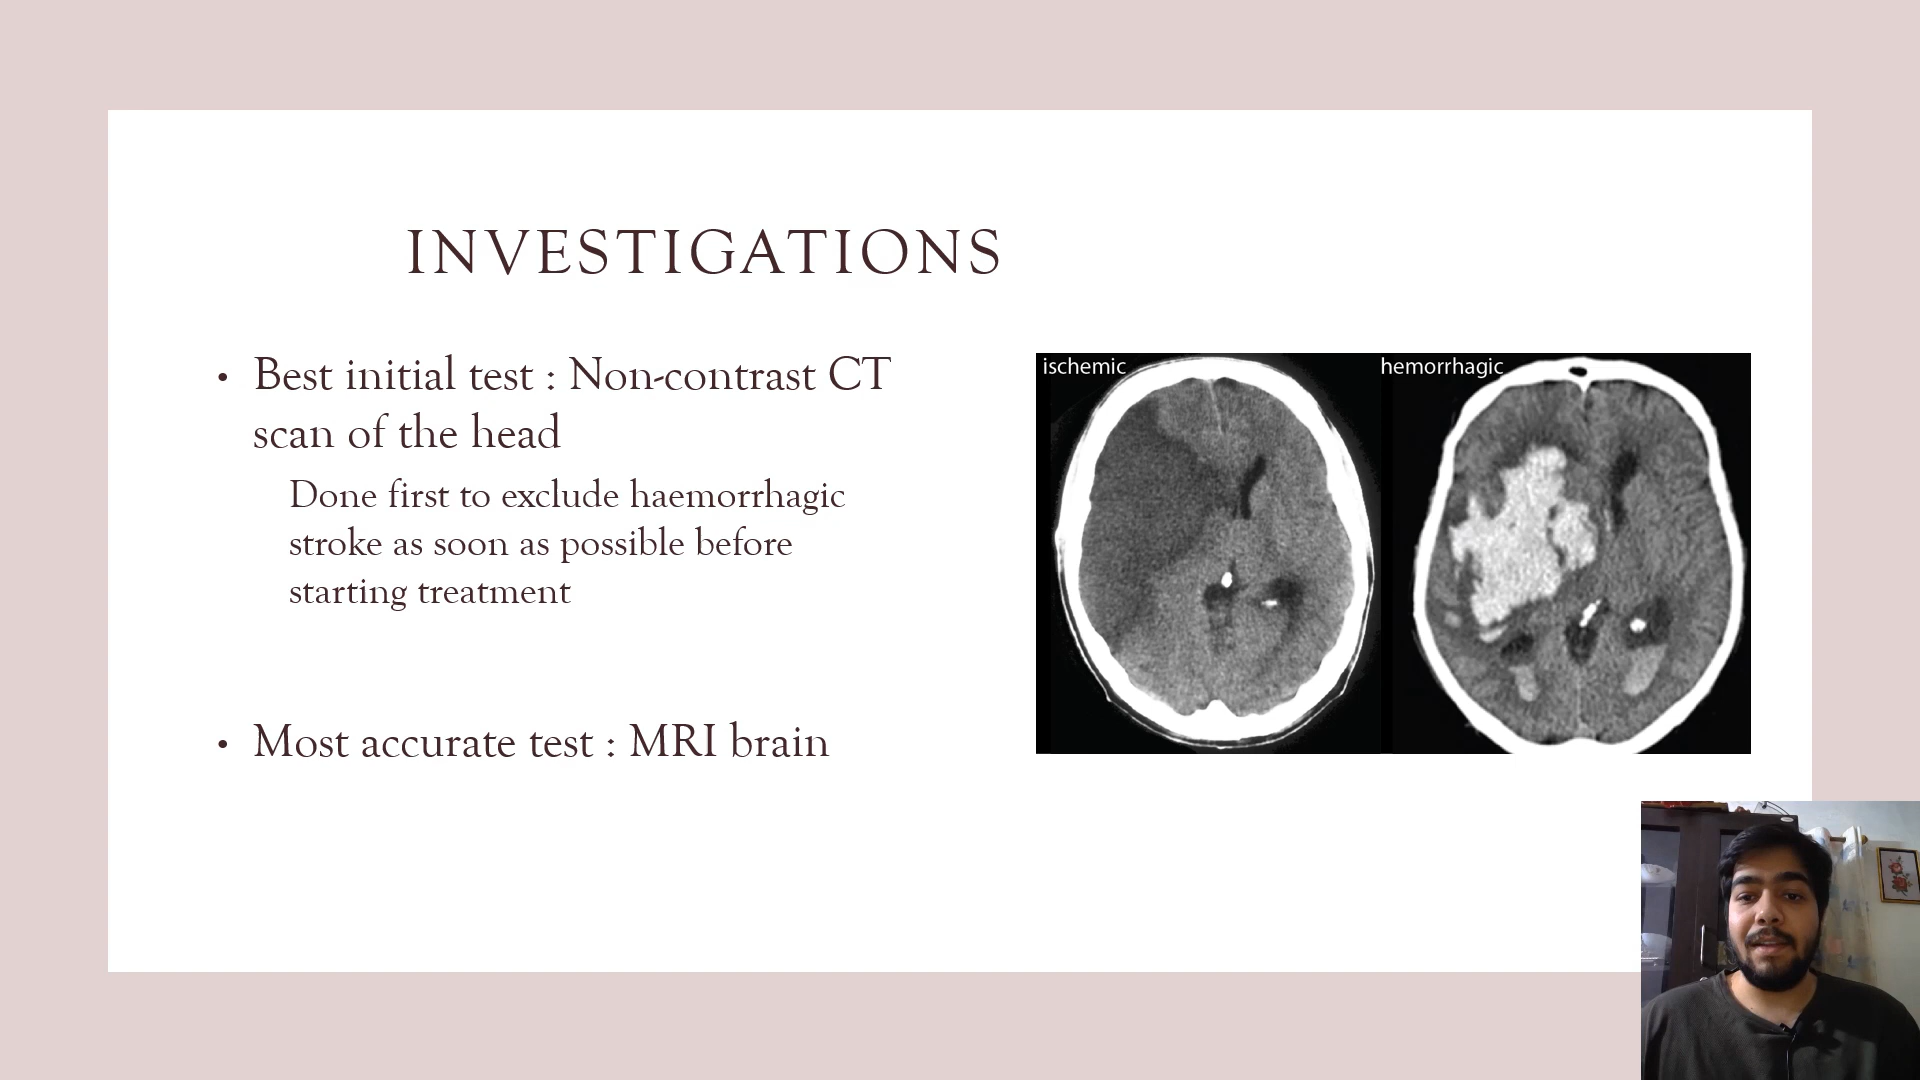 INVESTIGATIONS
• Best initial test : Non-contrast CT
scan of the head
Done first to exclude haemorrhagic
stroke as soon as possible before
starting treatment
• Most accurate test : MRI brain
ischemic
hemorrhagic